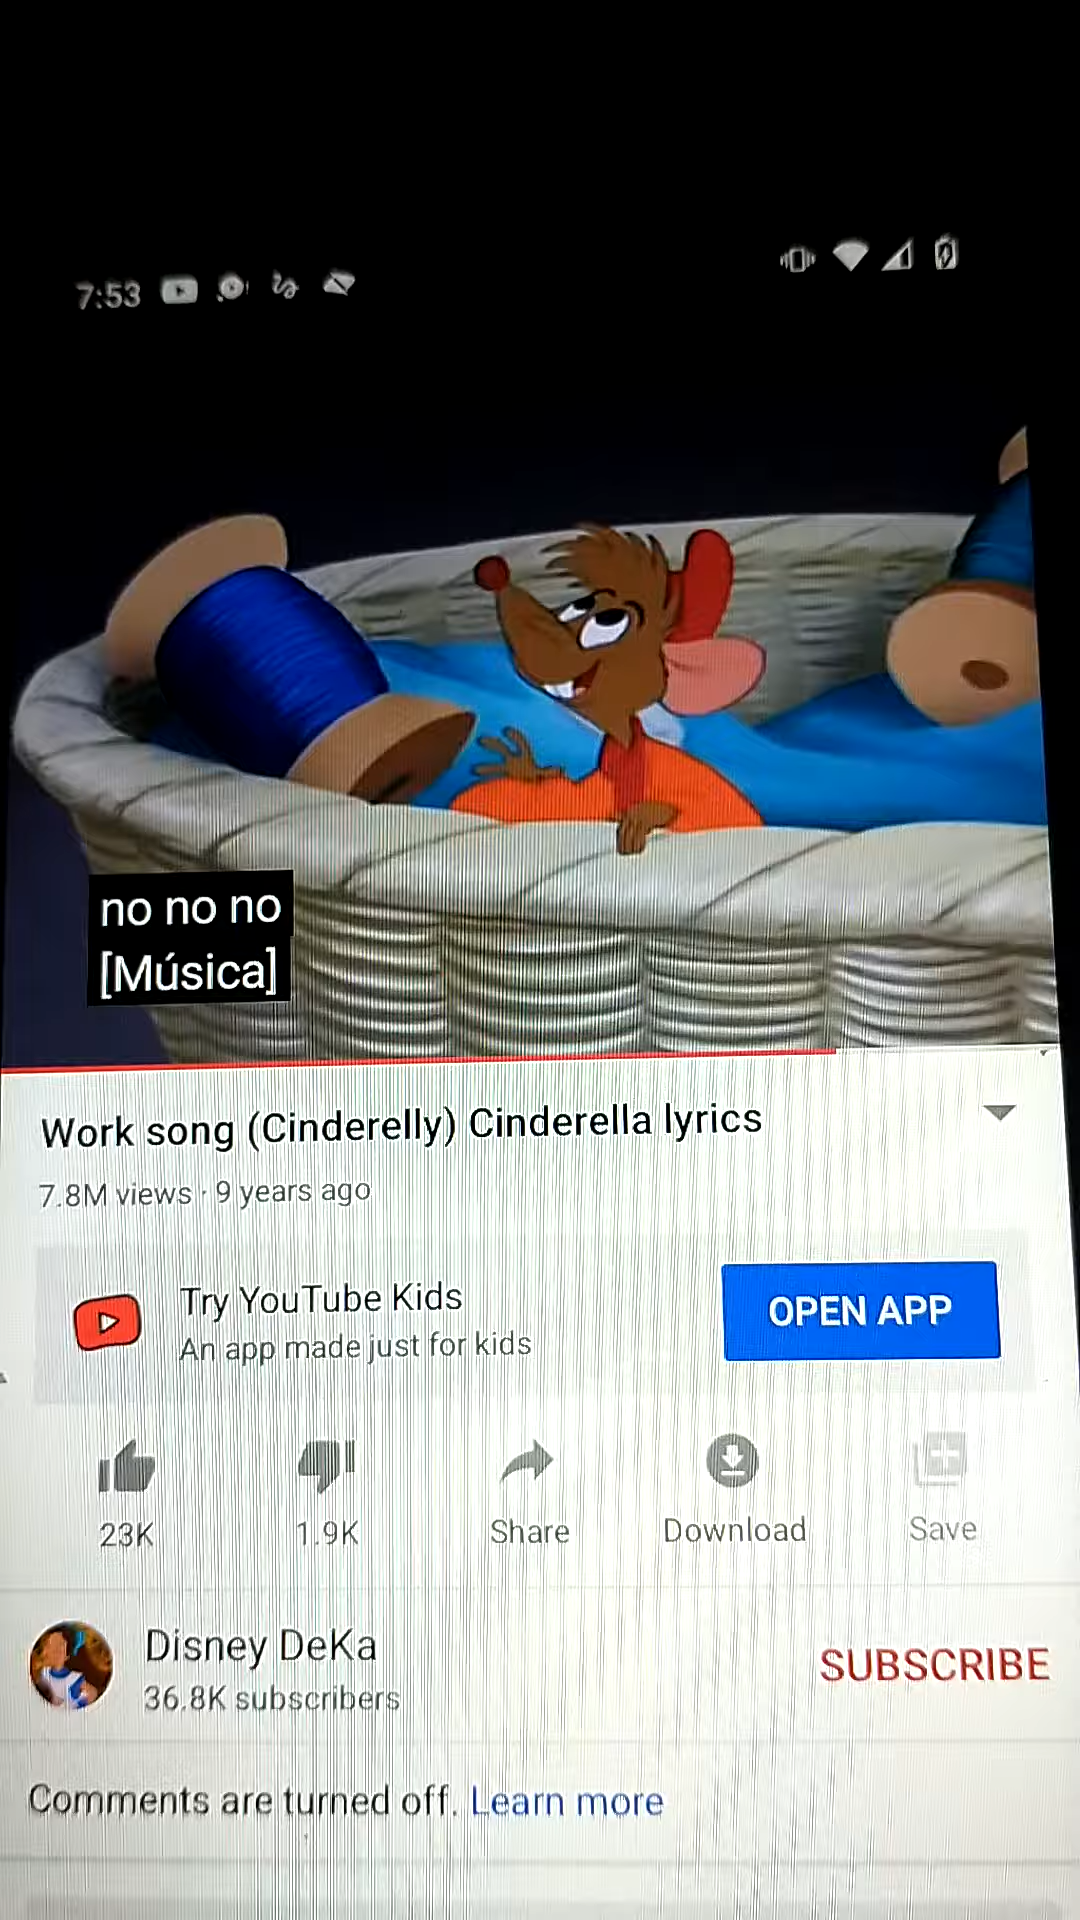 7:53
no no no
[Música]
Work song (Cinderelly) Cinderella lyrics
7.8M views · 9 years ago
Try YouTube Kids
An app made just for kids
OPEN APP
23K
1.9K
Share
Download
Save
Disney DeKa
36.8K subscribers
SUBSCRIBE
Comments are turned off. Learn more